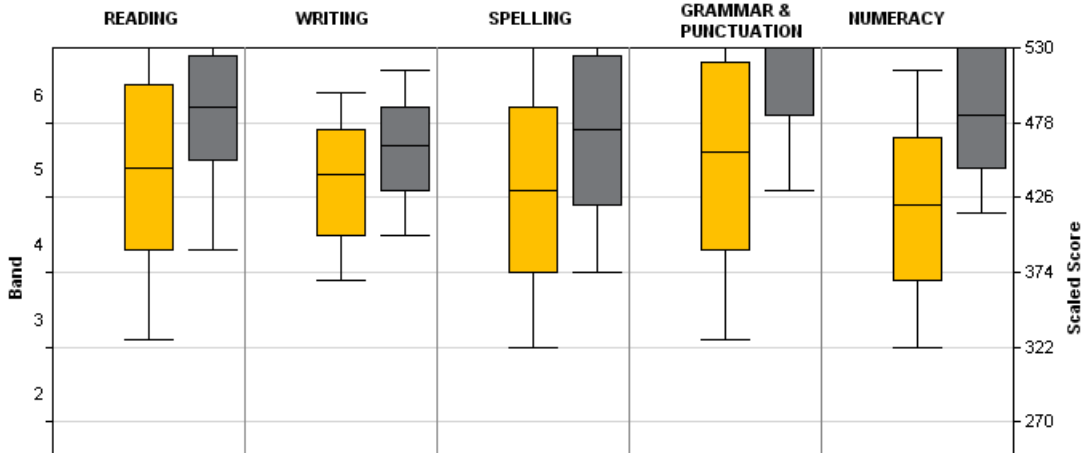 READING
WRITING
SPELLING
GRAMMAR &
PUNCTUATION
NUMERACY
530
6
478
5
426
4
374
3
322
2
270
Band
Scaled Score